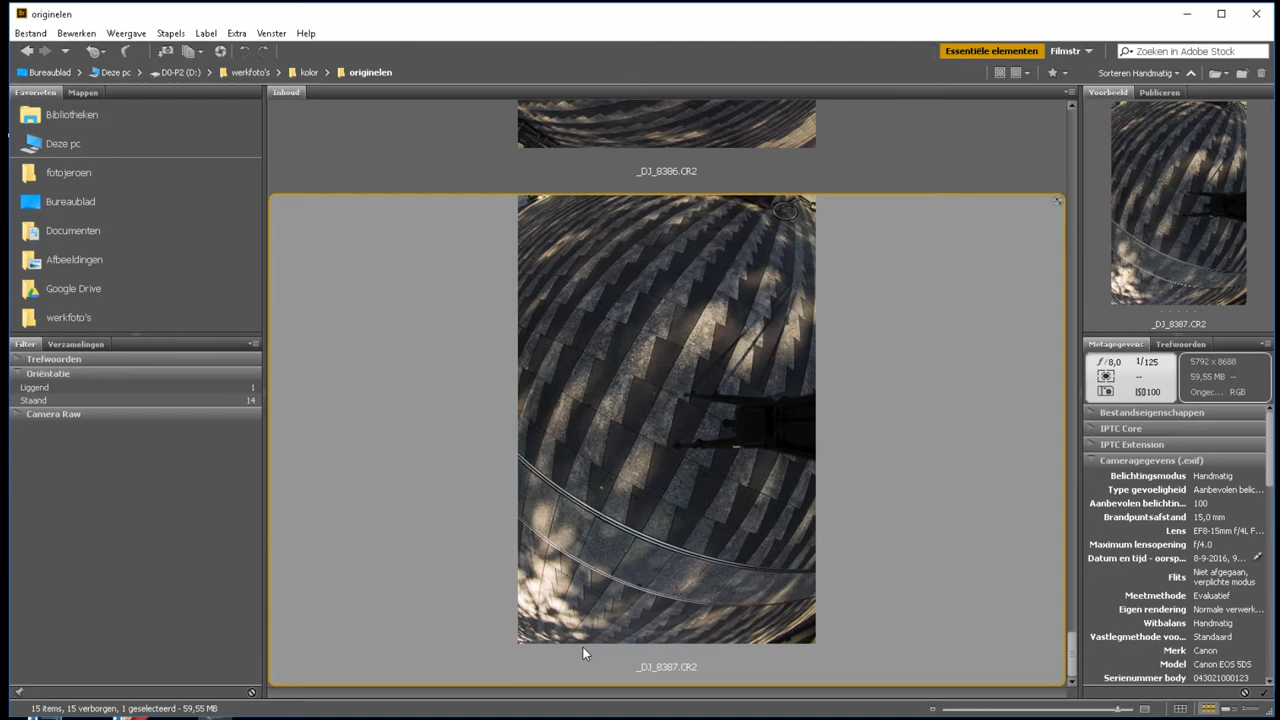 Br originelen
Bestand Bewerken Weergave Stapels Label Extra Venster Help
Essentiële elementen Filmstr Zoeken in Adobe Stock
Bureaublad Deze pc D0-P2 (D:) werkfoto's kolor originelen
Sorteren Handmatig
Favorieten Mappen
Inhoud
Voorbeeld Publiceren
Bibliotheken
Deze pc
fotojeroen
Bureaublad
Documenten
Afbeeldingen
Google Drive
werkfoto's
Filter Verzamelingen
Trefwoorden
Oriëntatie
Liggend 1
Staand 14
Camera Raw
_DJ_8386.CR2
_DJ_8387.CR2
_DJ_8387.CR2
Metagegevens Trefwoorden
ƒ/8,0 1/125
--
ISO100
5792 x 8688
59,55 MB --
Ongec... RGB
Bestandseigenschappen
IPTC Core
IPTC Extension
Cameragegevens (.exif)
Belichtingsmodus Handmatig
Type gevoeligheid Aanbevolen belic...
Aanbevolen belichtin... 100
Brandpuntsafstand 15,0 mm
Lens EF8-15mm f/4L F...
Maximum lensopening f/4.0
Datum en tijd - oorsp... 8-9-2016, 9...
Flits Niet afgegaan, verplichte modus
Meetmethode Evaluatief
Eigen rendering Normale verwerk...
Witbalans Handmatig
Vastlegmethode voo... Standaard
Merk Canon
Model Canon EOS 5DS
Serienummer body 043021000123
15 items, 15 verborgen, 1 geselecteerd - 59,55 MB